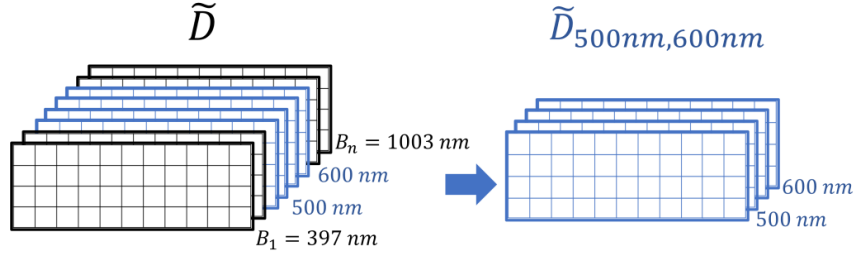 D̃
D̃500nm,600nm
Bn = 1003 nm
600 nm
500 nm
B1 = 397 nm
600 nm
500 nm